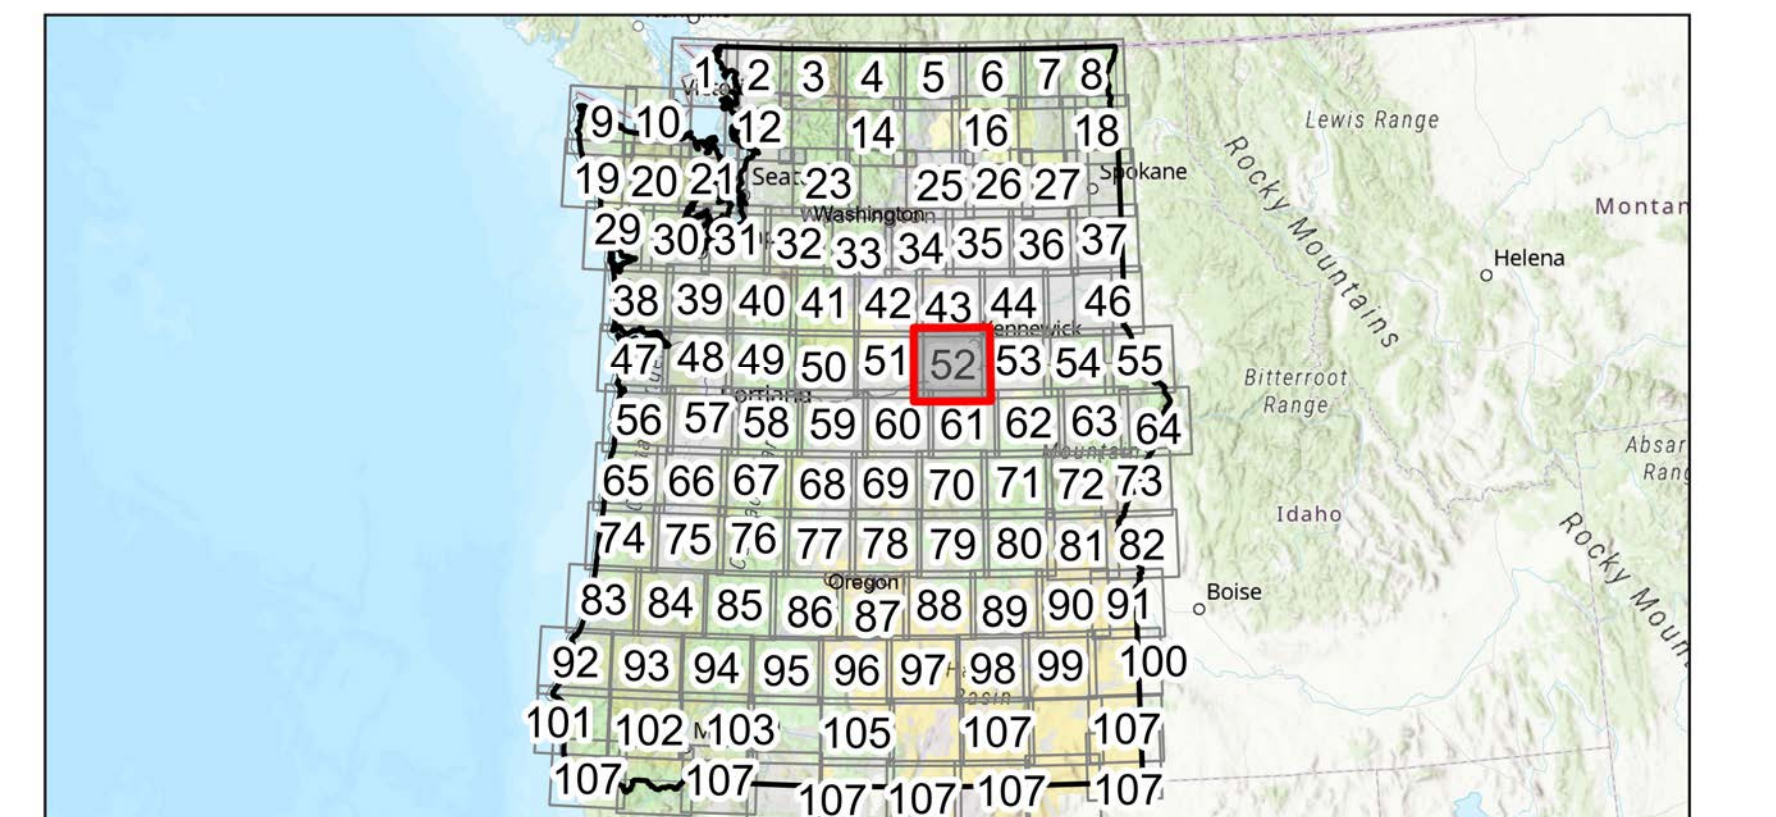 1 2 3 4 5 6 7 8
Lewis Range
9 10 12 14 16 18
19 20 21 23 25 26 27
Spokane
Rocky Mountains
Montan
Washington
29 30 31 32 33 34 35 36 37
Helena
38 39 40 41 42 43 44 46
Kennewick
47 48 49 50 51 52 53 54 55
Bitterroot
Range
Portland
56 57 58 59 60 61 62 63 64
Mountain
Absar
Rang
65 66 67 68 69 70 71 72 73
Idaho
Rocky Moun
74 75 76 77 78 79 80 81 82
Oregon
Boise
83 84 85 86 87 88 89 90 91
92 93 94 95 96 97 98 99 100
Basin
101 102 103 105 107 107
107 107 107 107 107 107